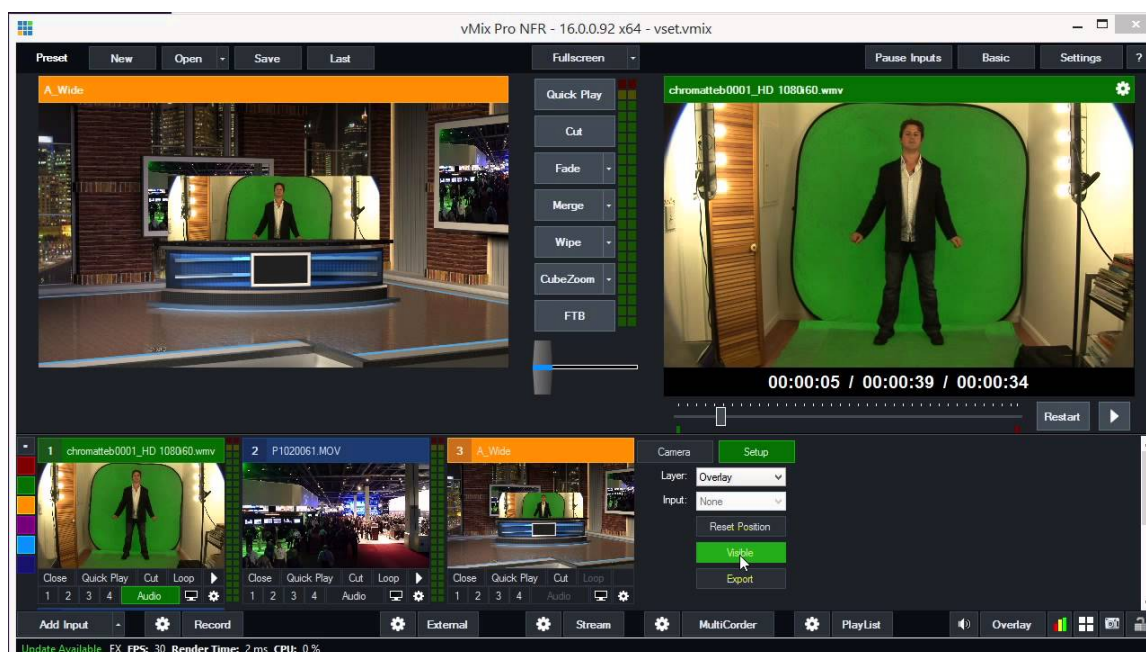 vMix Pro NFR - 16.0.0.92 x64 - vset.vmix
Preset New Open Save Last Fullscreen Pause Inputs Basic Settings ?
A_Wide
Quick Play
Cut
Fade
Merge
Wipe
CubeZoom
FTB
chromatteb0001_HD 1080i60.wmv
00:00:05 / 00:00:39 / 00:00:34
Restart
1 chromatteb0001_HD 1080i60.wmv
Close Quick Play Cut Loop
1 2 3 4 Audio
2 P1020061.MOV
Close Quick Play Cut Loop
1 2 3 4 Audio
3 A_Wide
Close Quick Play Cut Loop
1 2 3 4 Audio
Camera Setup
Layer: Overlay
Input: None
Reset Position
Visible
Export
Add Input Record External Stream MultiCorder PlayList Overlay
Update Available EX FPS: 30 Render Time: 2 ms CPU: 0 %